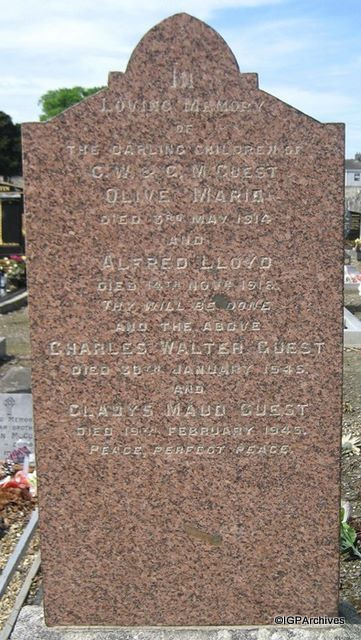 IN
LOVING MEMORY
OF
THE DARLING CHILDREN OF
C. W. & G. M. GUEST
OLIVE MARIA
DIED 3RD MAY 1914
AND
ALFRED LLOYD
DIED 14TH NOVR 1918.
THY WILL BE DONE
AND THE ABOVE
CHARLES WALTER GUEST
DIED 30TH JANUARY 1945.
AND
GLADYS MAUD GUEST
DIED 19TH FEBRUARY 1945.
PEACE, PERFECT PEACE.
©IGPArchives